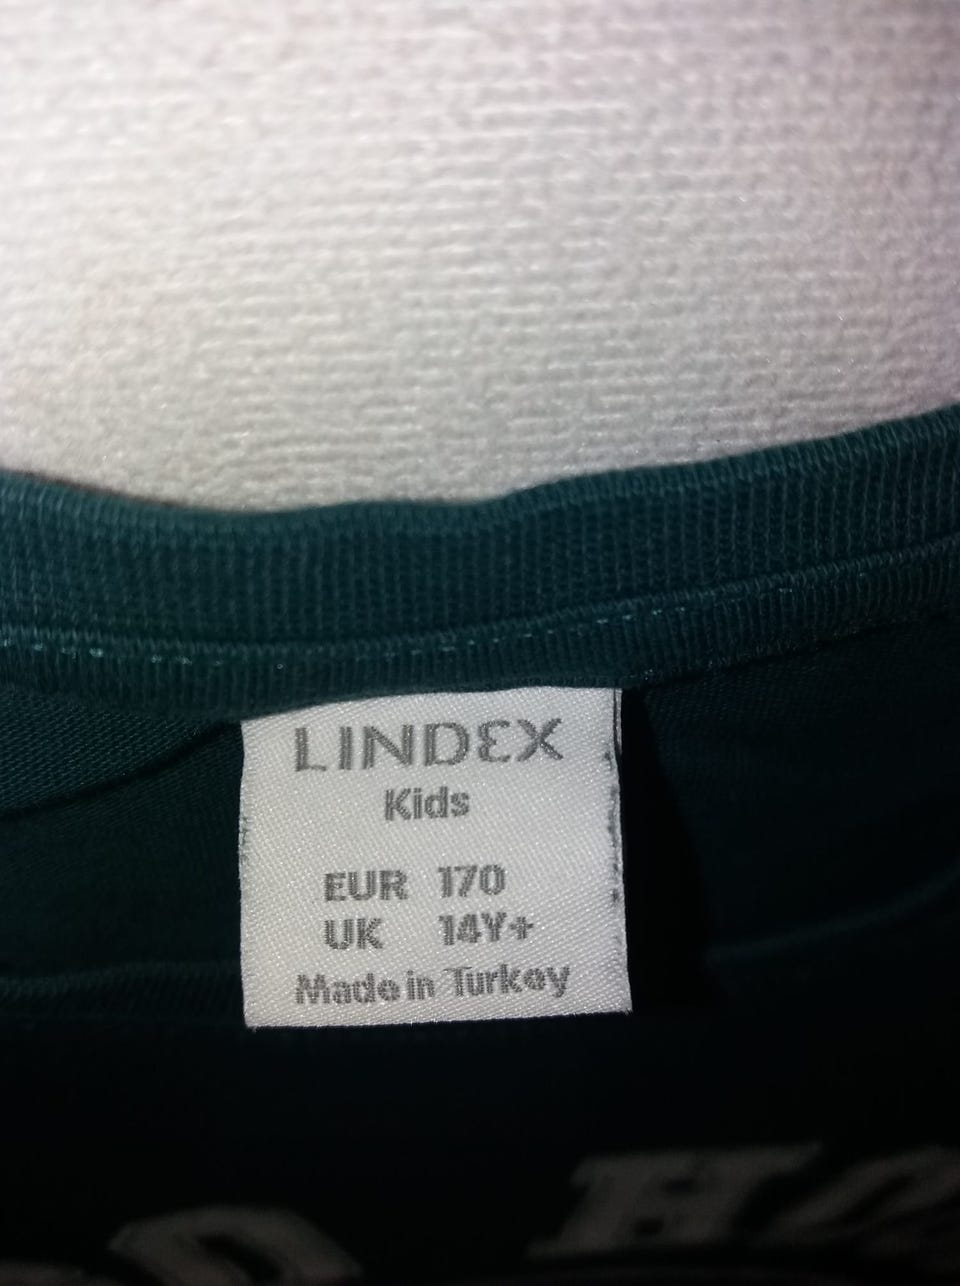 LINDEX
Kids
EUR 170
UK 14Y+
Made in Turkey